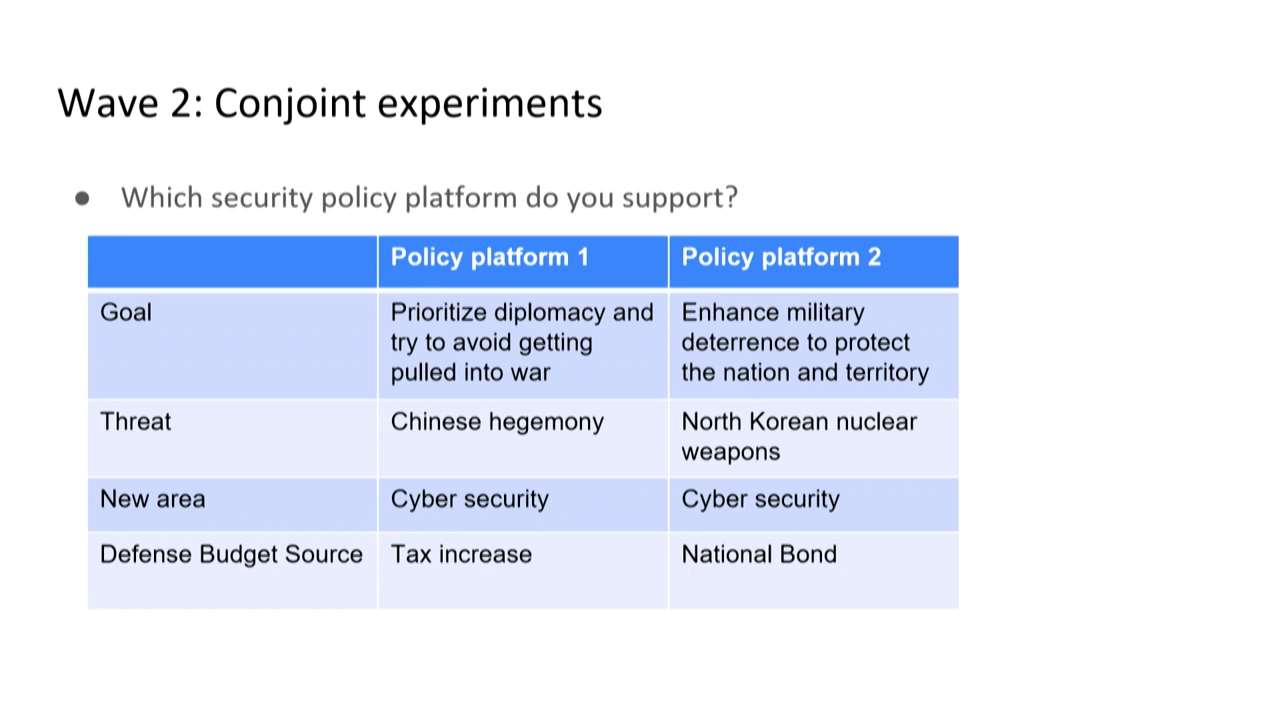 Wave 2: Conjoint experiments
● Which security policy platform do you support?
Policy platform 1 Policy platform 2
Goal Prioritize diplomacy and Enhance military
try to avoid getting deterrence to protect
pulled into war the nation and territory
Threat Chinese hegemony North Korean nuclear
weapons
New area Cyber security Cyber security
Defense Budget Source Tax increase National Bond